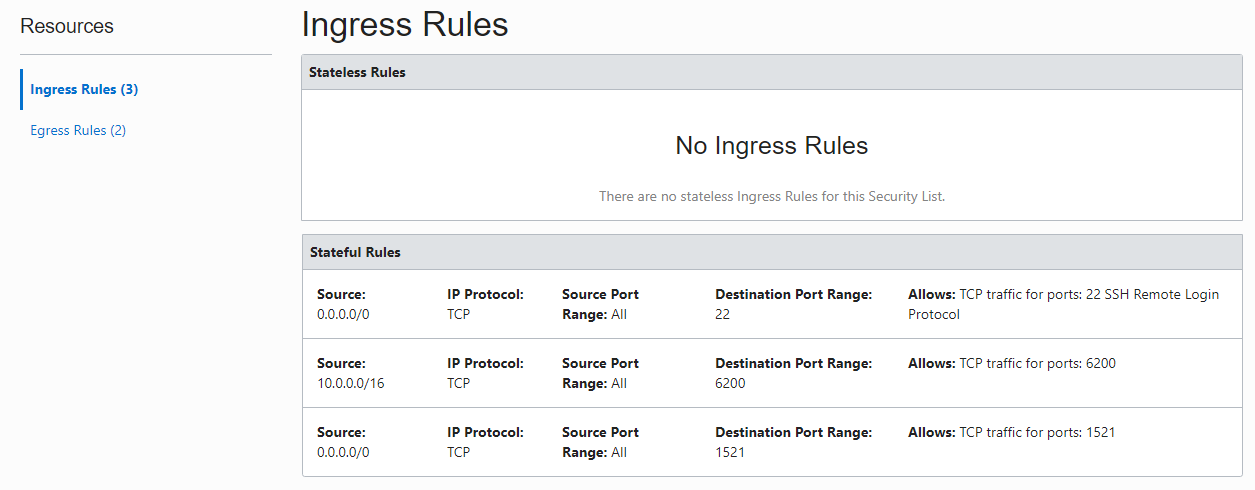 Resources
Ingress Rules (3)
Egress Rules (2)
Ingress Rules
Stateless Rules
No Ingress Rules
There are no stateless Ingress Rules for this Security List.
Stateful Rules
Source: IP Protocol: Source Port Destination Port Range: Allows: TCP traffic for ports: 22 SSH Remote Login
0.0.0.0/0 TCP Range: All 22 Protocol
Source: IP Protocol: Source Port Destination Port Range: Allows: TCP traffic for ports: 6200
10.0.0.0/16 TCP Range: All 6200
Source: IP Protocol: Source Port Destination Port Range: Allows: TCP traffic for ports: 1521
0.0.0.0/0 TCP Range: All 1521